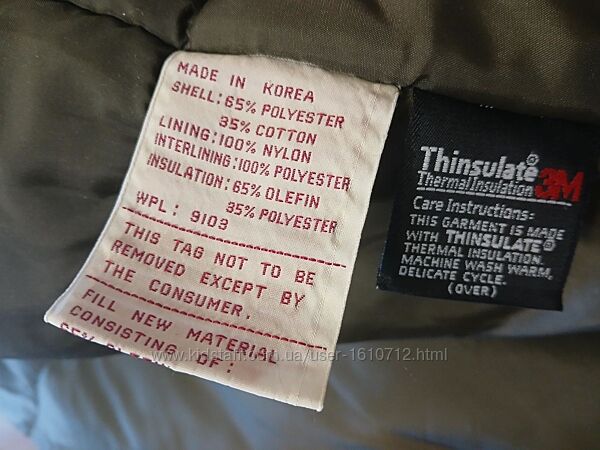 MADE IN KOREA
SHELL: 65% POLYESTER
35% COTTON
LINING: 100% NYLON
INTERLINING: 100% POLYESTER
INSULATION: 65% OLEFIN
35% POLYESTER
WPL: 9103
THIS TAG NOT TO BE
REMOVED EXCEPT BY
THE CONSUMER.
FILL NEW MATERIAL
CONSISTING OF:
Thinsulate®
Thermal Insulation 3M
Care Instructions:
THIS GARMENT IS MADE
WITH THINSULATE®
THERMAL INSULATION.
MACHINE WASH WARM,
DELICATE CYCLE.
(OVER)
www.kidstaff.com.ua/user-1610712.html